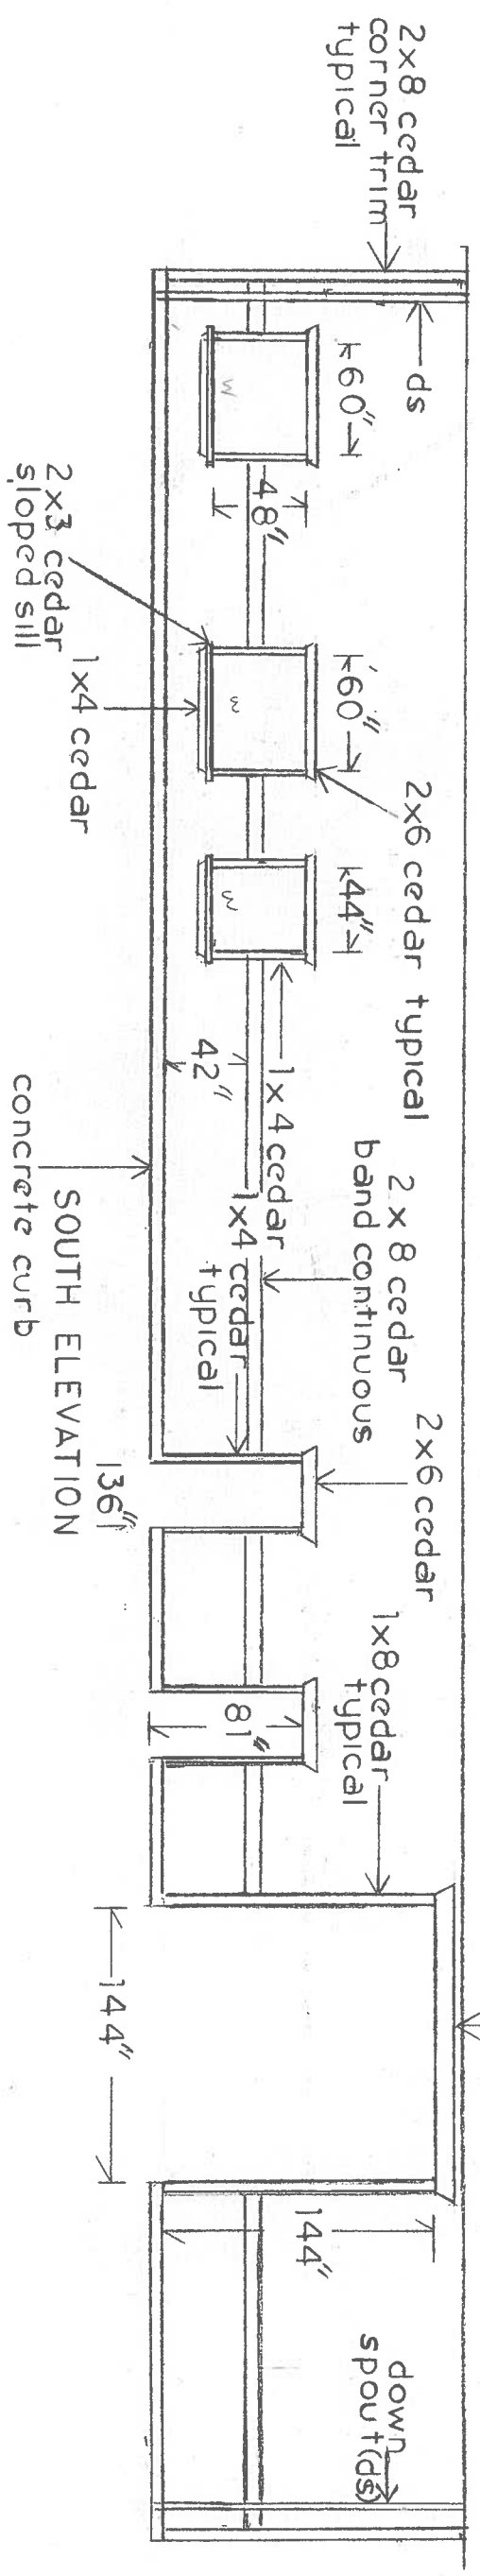 2x8 cedar
corner trim
typical
ds
60"
48"
2x3 cedar
sloped sill
1x4 cedar
60"
2x6 cedar typical
44"
1x4 cedar
42"
2x8 cedar
band continuous
1x4 cedar
typical
concrete curb
SOUTH ELEVATION
2x6 cedar
136"
81"
1x8 cedar
typical
144"
144"
down
spout(ds)
W
W
W